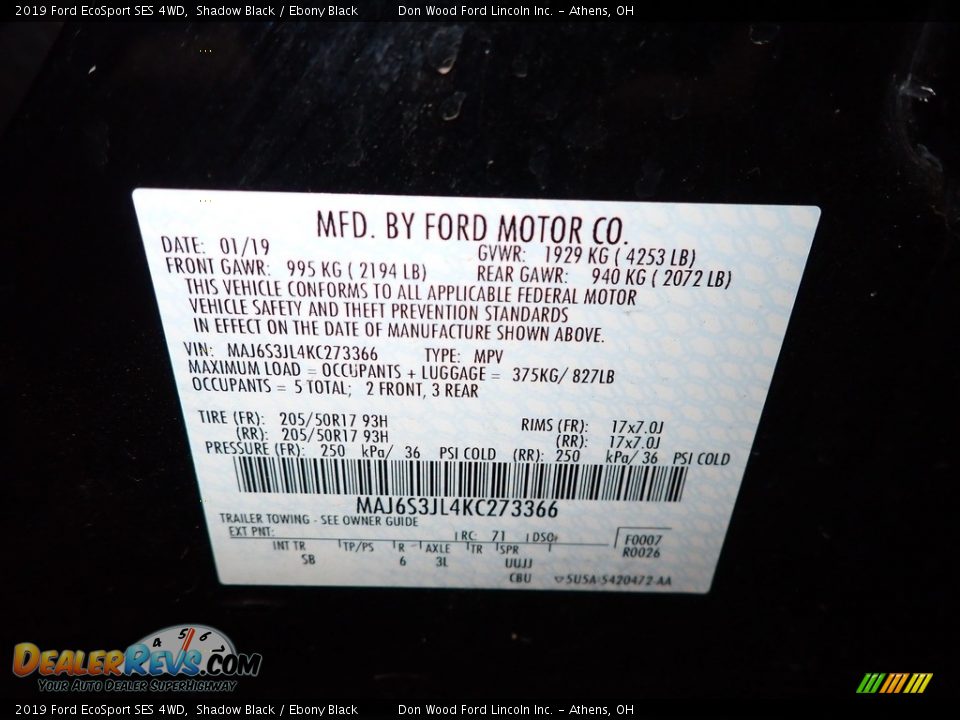 2019 Ford EcoSport SES 4WD, Shadow Black / Ebony Black Don Wood Ford Lincoln Inc. - Athens, OH
MFD. BY FORD MOTOR CO.
DATE: 01/19 GVWR: 1929 KG ( 4253 LB)
FRONT GAWR: 995 KG ( 2194 LB) REAR GAWR: 940 KG ( 2072 LB)
THIS VEHICLE CONFORMS TO ALL APPLICABLE FEDERAL MOTOR
VEHICLE SAFETY AND THEFT PREVENTION STANDARDS
IN EFFECT ON THE DATE OF MANUFACTURE SHOWN ABOVE.
VIN: MAJ6S3JL4KC273366 TYPE: MPV
MAXIMUM LOAD = OCCUPANTS + LUGGAGE = 375KG/ 827LB
OCCUPANTS = 5 TOTAL; 2 FRONT, 3 REAR
TIRE (FR): 205/50R17 93H RIMS (FR): 17x7.0J
(RR): 205/50R17 93H (RR): 17x7.0J
PRESSURE (FR): 250 kPa/ 36 PSI COLD (RR): 250 kPa/ 36 PSI COLD
MAJ6S3JL4KC273366
TRAILER TOWING - SEE OWNER GUIDE
EXT PNT: RC: 71 DSO: F0007
R0026
INT TR TP/PS R AXLE TR SPR
SB 6 3L UUJJ
CBU 5U5A-5420472-AA
4 5 6
DealerRevs.com
Your Auto Dealer SuperHighway
2019 Ford EcoSport SES 4WD, Shadow Black / Ebony Black Don Wood Ford Lincoln Inc. - Athens, OH